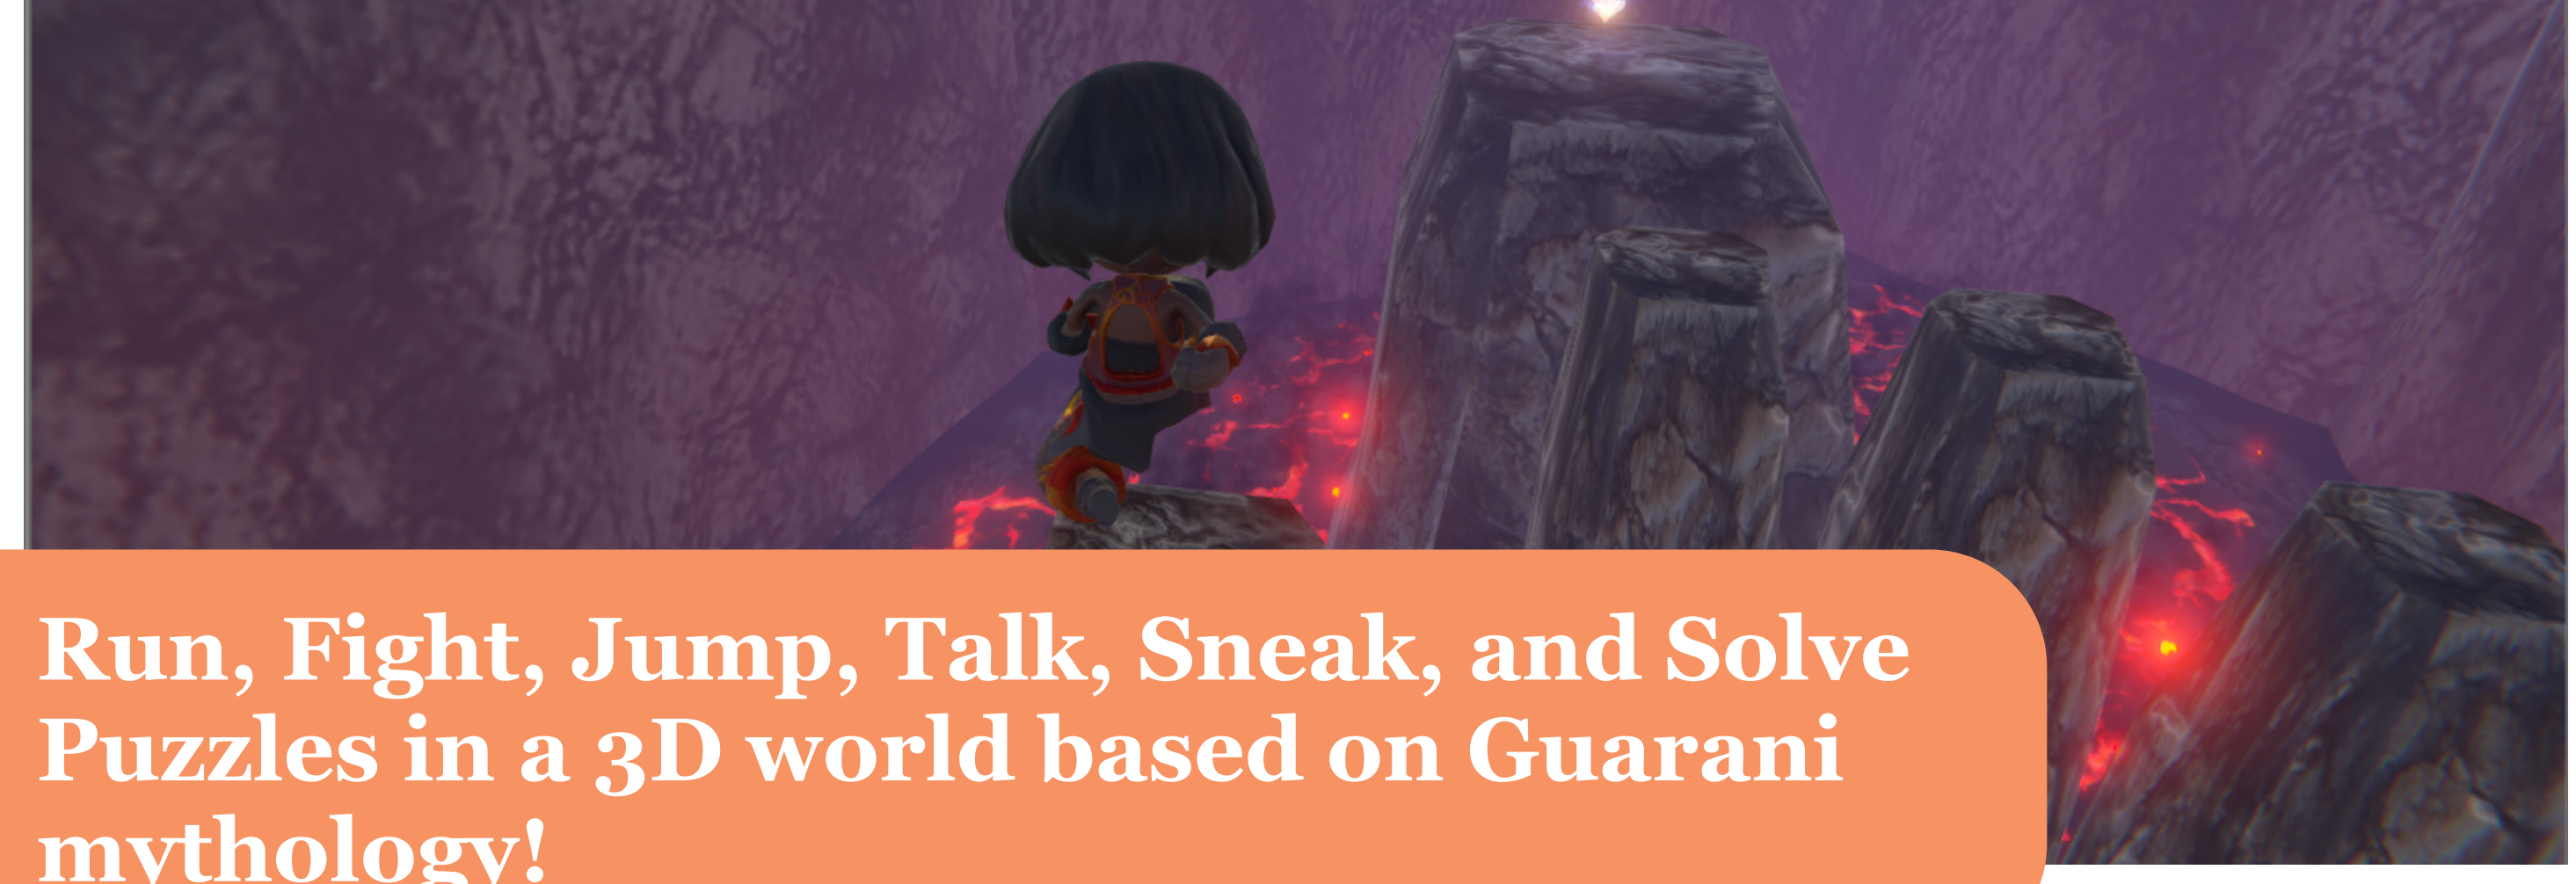 Run, Fight, Jump, Talk, Sneak, and Solve
Puzzles in a 3D world based on Guarani
mythology!